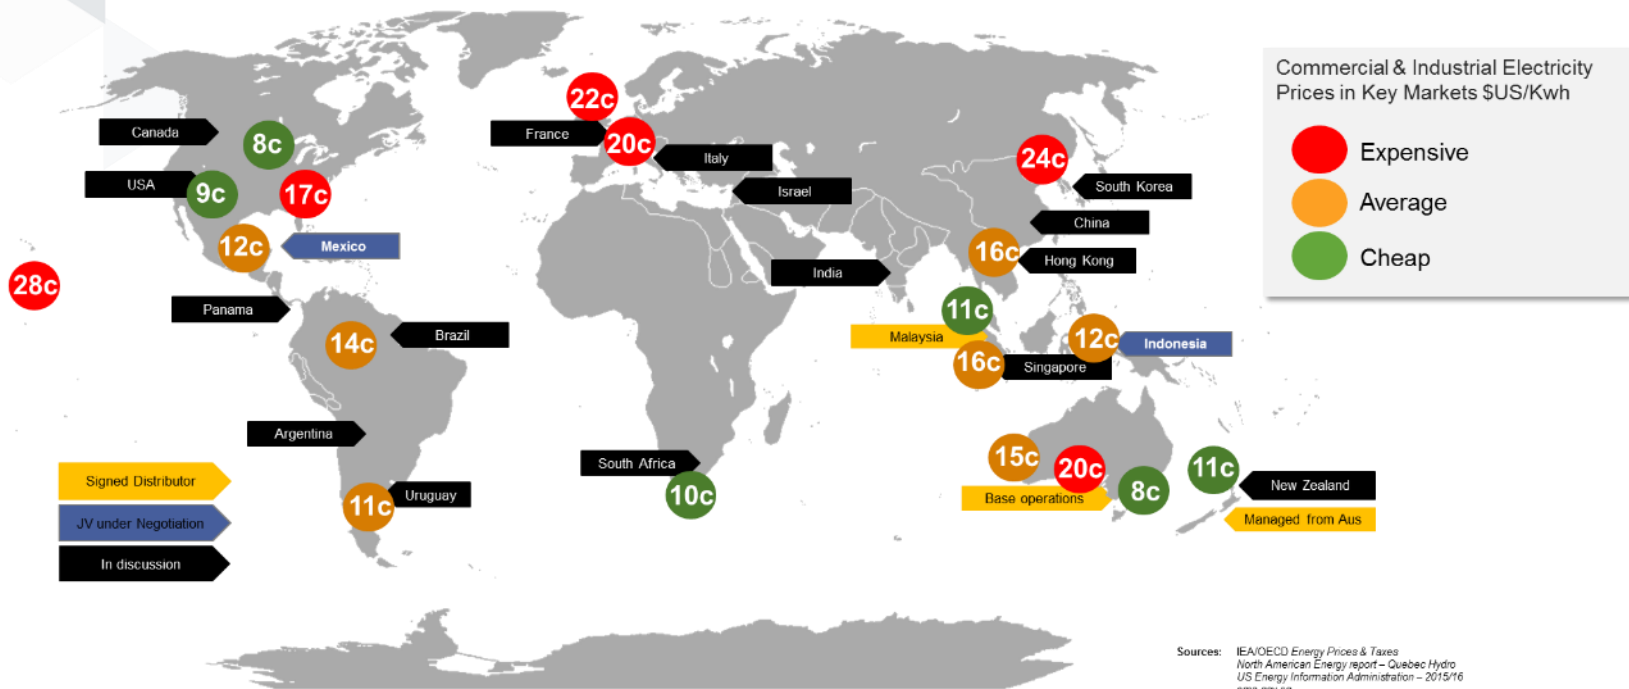 Commercial & Industrial Electricity
Prices in Key Markets $US/Kwh
Expensive
Average
Cheap
22c
France
20c
Italy
Israel
Canada
8c
USA
9c
17c
12c
Mexico
28c
Panama
14c
Brazil
Argentina
11c
Uruguay
24c
South Korea
China
16c
Hong Kong
India
11c
Malaysia
16c
Singapore
12c
Indonesia
South Africa
10c
15c
20c
8c
Base operations
11c
New Zealand
Managed from Aus
Signed Distributor
JV under Negotiation
In discussion
Sources: IEA/OECD Energy Prices & Taxes
North American Energy report – Quebec Hydro
US Energy Information Administration – 2015/16